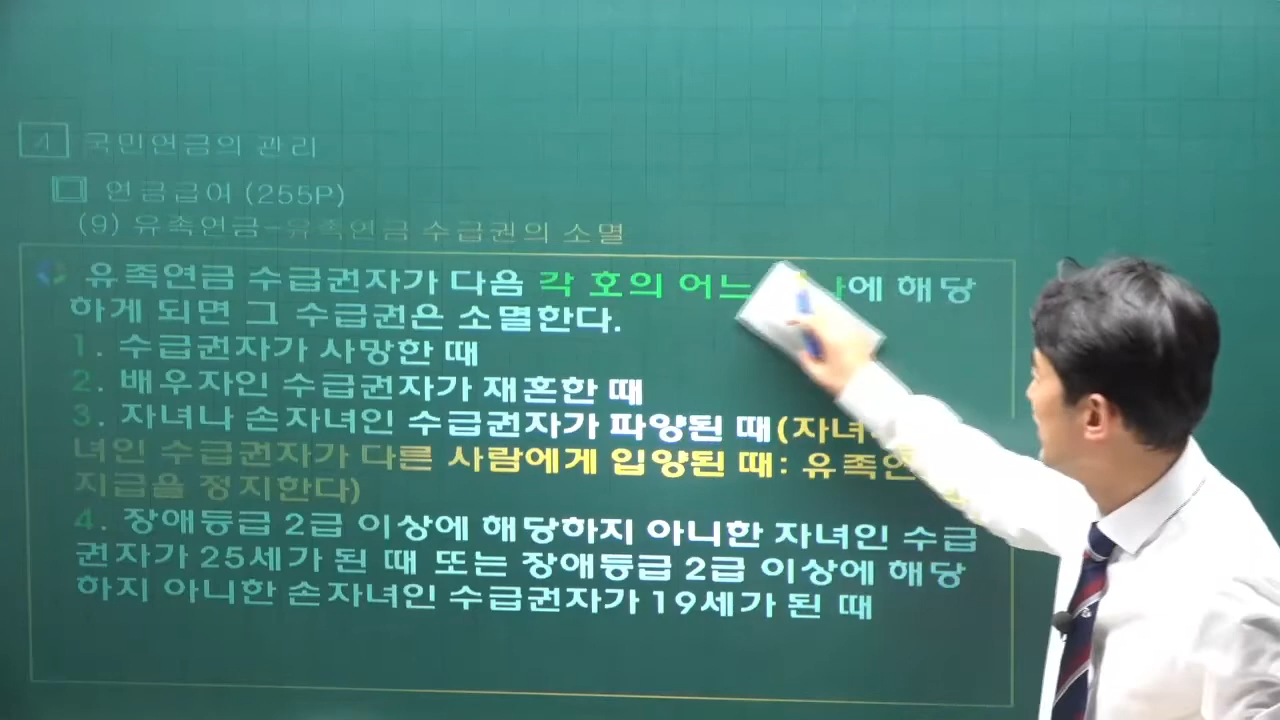 4 국민연금의 관리
연금급여 (255P)
(9) 유족연금-유족연금 수급권의 소멸
유족연금 수급권자가 다음 각 호의 어느 에 해당
하게 되면 그 수급권은 소멸한다.
1. 수급권자가 사망한 때
2. 배우자인 수급권자가 재혼한 때
3. 자녀나 손자녀인 수급권자가 파양된 때(자녀
녀인 수급권자가 다른 사람에게 입양된 때: 유족연
지급을 정지한다)
4. 장애등급 2급 이상에 해당하지 아니한 자녀인 수급
권자가 25세가 된 때 또는 장애등급 2급 이상에 해당
하지 아니한 손자녀인 수급권자가 19세가 된 때